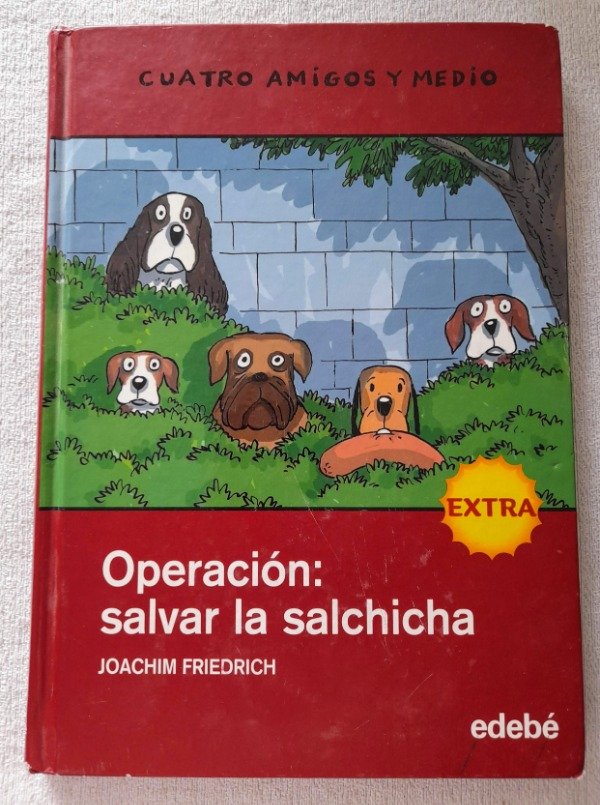 CUATRO AMiGOS Y MEDiO
EXTRA
Operación:
salvar la salchicha
JOACHIM FRIEDRICH
edebé